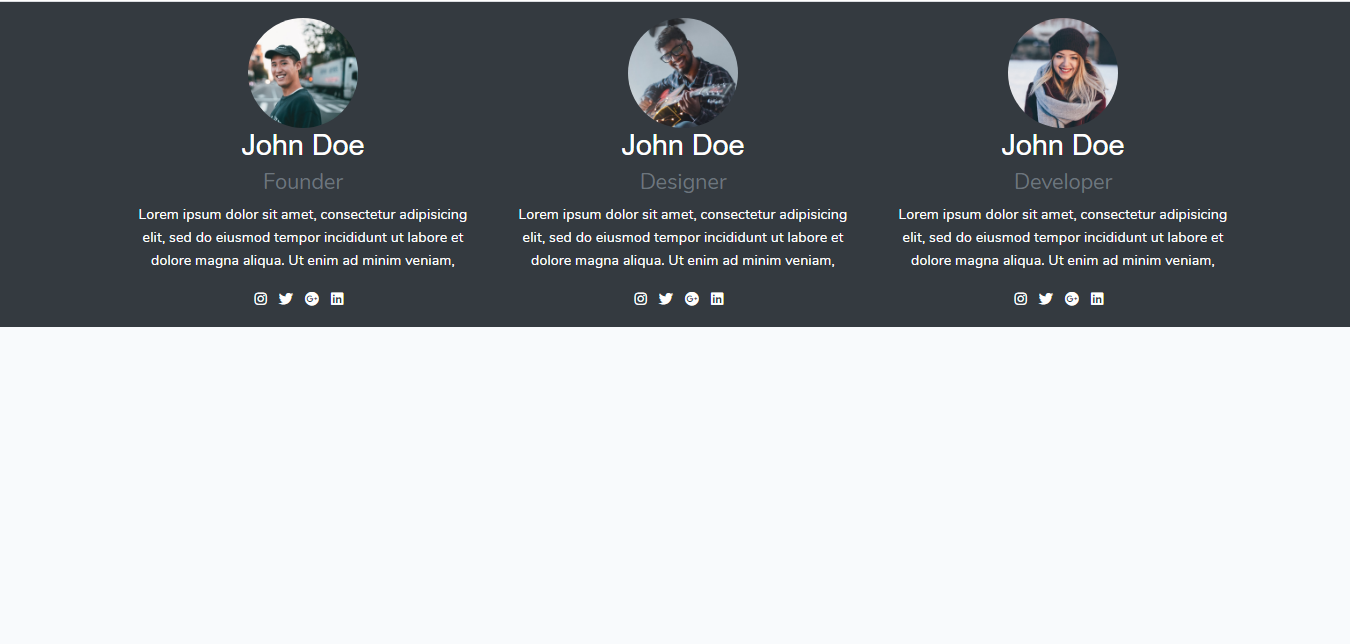 John Doe
Founder
Lorem ipsum dolor sit amet, consectetur adipisicing
elit, sed do eiusmod tempor incididunt ut labore et
dolore magna aliqua. Ut enim ad minim veniam,
John Doe
Designer
Lorem ipsum dolor sit amet, consectetur adipisicing
elit, sed do eiusmod tempor incididunt ut labore et
dolore magna aliqua. Ut enim ad minim veniam,
John Doe
Developer
Lorem ipsum dolor sit amet, consectetur adipisicing
elit, sed do eiusmod tempor incididunt ut labore et
dolore magna aliqua. Ut enim ad minim veniam,